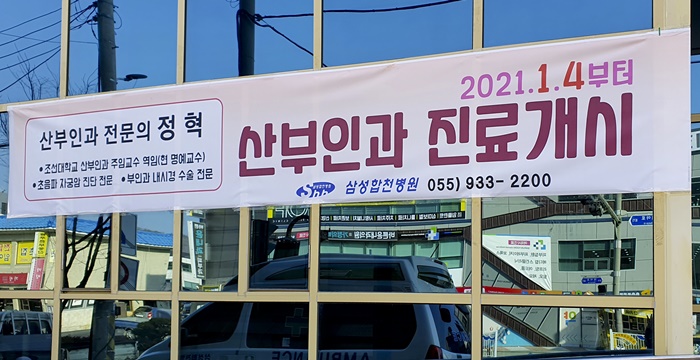 2021.1.4부터
산부인과 전문의 정 혁
• 조선대학교 산부인과 주임교수 역임(현 명예교수)
• 초음파 자궁암 진단 전문 • 부인과 내시경 수술 전문
산부인과 진료개시
삼성합천병원 055) 933- 2200
AMBULANCE